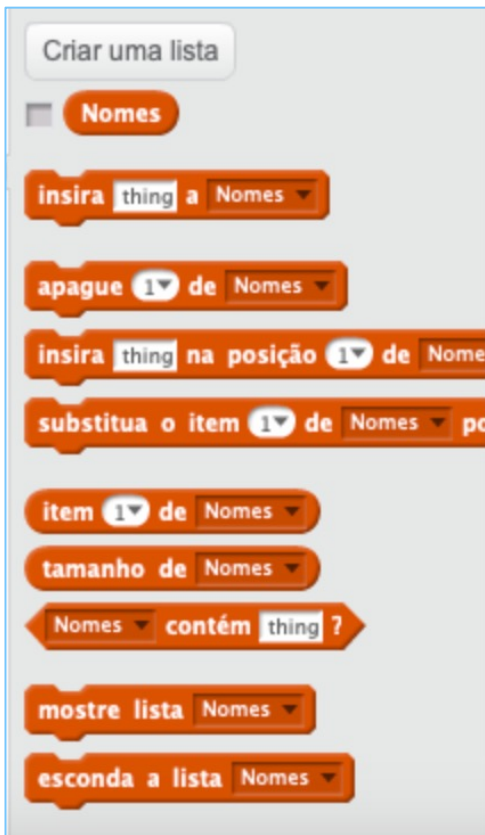 Criar uma lista
Nomes
insira thing a Nomes
apague 1 de Nomes
insira thing na posição 1 de Nome
substitua o item 1 de Nomes po
item 1 de Nomes
tamanho de Nomes
Nomes contém thing ?
mostre lista Nomes
esconda a lista Nomes